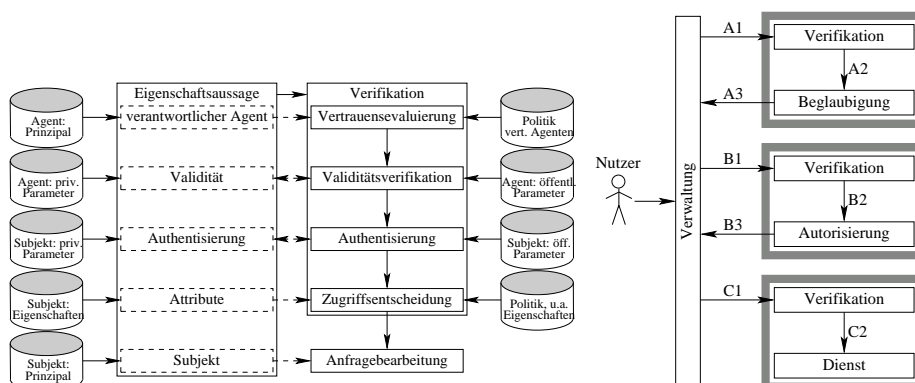 Eigenschaftsaussage
Verifikation
Agent:
Prinzipal
verantwortlicher Agent
Vertrauensevaluierung
Politik
vert. Agenten
Agent: priv.
Parameter
Validität
Validitätsverifikation
Agent: öffentl.
Parameter
Subjekt: priv.
Parameter
Authentisierung
Authentisierung
Subjekt: öff.
Parameter
Subjekt:
Eigenschaften
Attribute
Zugriffsentscheidung
Politik, u.a.
Eigenschaften
Subjekt:
Prinzipal
Subjekt
Anfragebearbeitung
Nutzer
Verwaltung
A1
Verifikation
A2
A3
Beglaubigung
B1
Verifikation
B2
B3
Autorisierung
C1
Verifikation
C2
Dienst